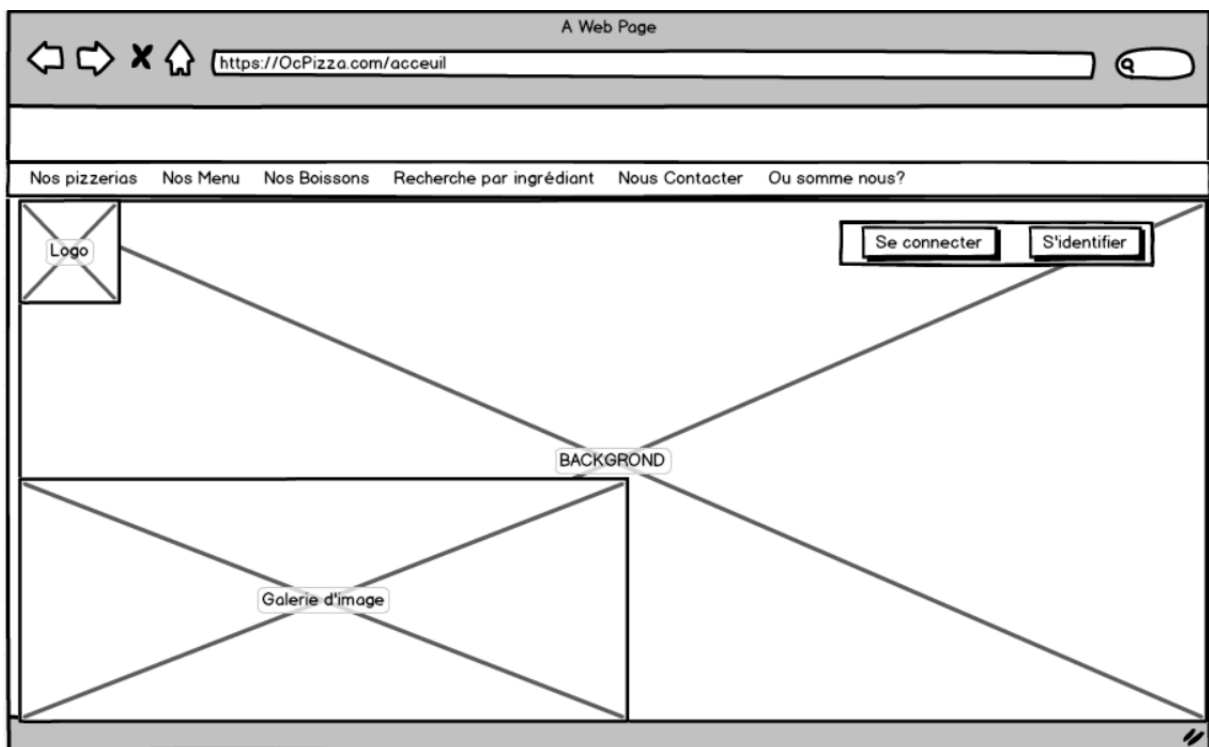 A Web Page
https://OcPizza.com/acceuil
Nos pizzerias Nos Menu Nos Boissons Recherche par ingrédiant Nous Contacter Ou somme nous?
Logo
Se connecter S'identifier
BACKGROND
Galerie d'image